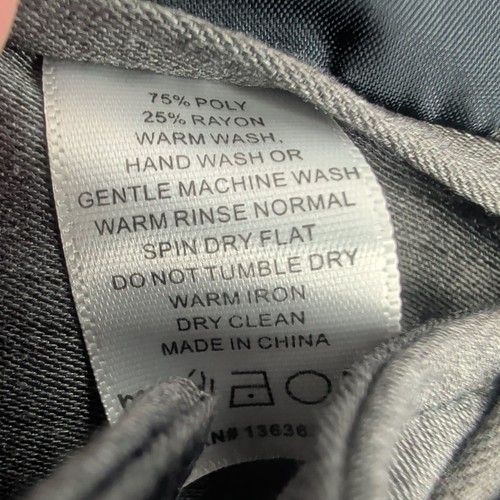 75% POLY
25% RAYON
WARM WASH,
HAND WASH OR
GENTLE MACHINE WASH
WARM RINSE NORMAL
SPIN DRY FLAT
DO NOT TUMBLE DRY
WARM IRON
DRY CLEAN
MADE IN CHINA